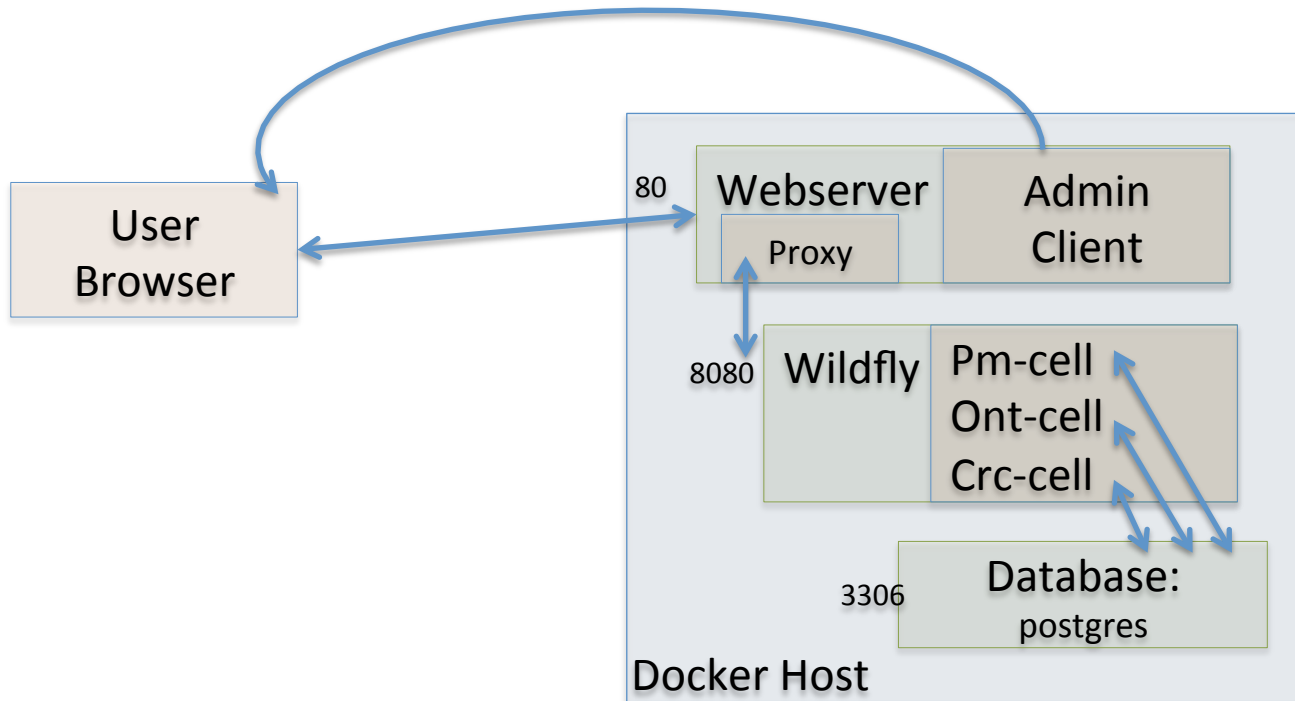 User
Browser
80
Webserver
Proxy
Admin
Client
8080
Wildfly
Pm-cell
Ont-cell
Crc-cell
3306
Database:
postgres
Docker Host